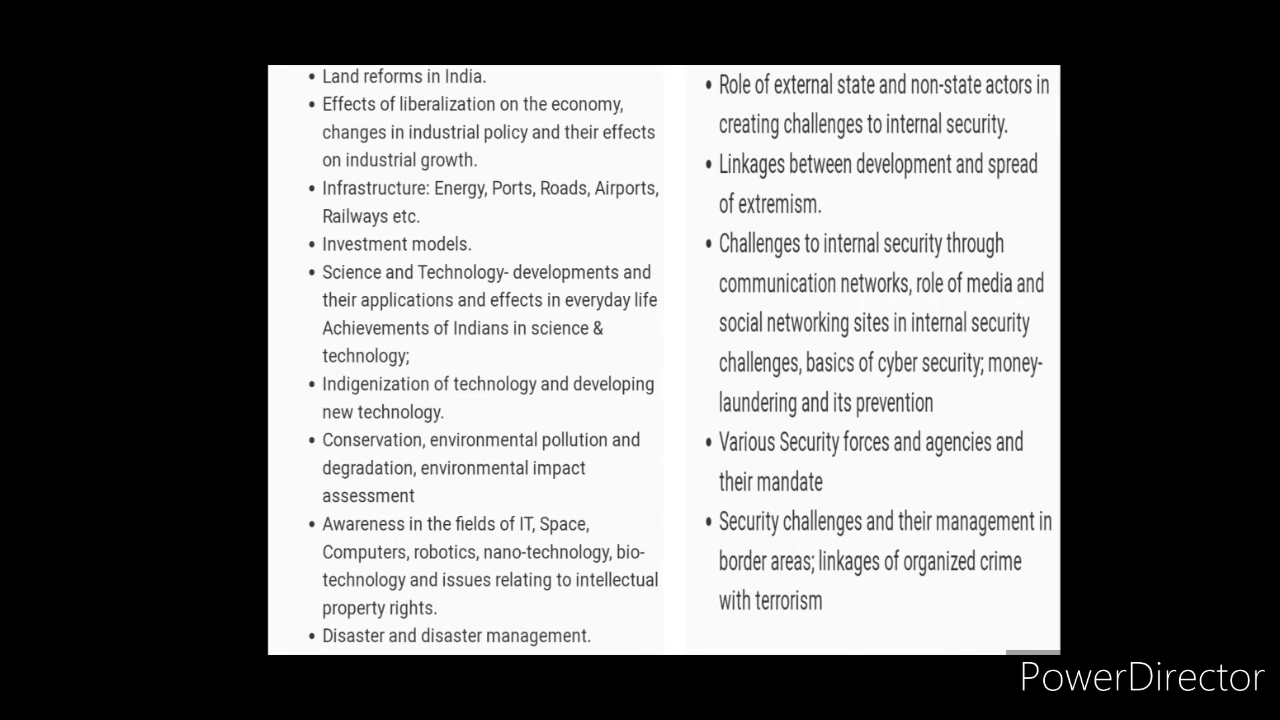 • Land reforms in India.
• Effects of liberalization on the economy,
changes in industrial policy and their effects
on industrial growth.
• Infrastructure: Energy, Ports, Roads, Airports,
Railways etc.
• Investment models.
• Science and Technology- developments and
their applications and effects in everyday life
Achievements of Indians in science &
technology;
• Indigenization of technology and developing
new technology.
• Conservation, environmental pollution and
degradation, environmental impact
assessment
• Awareness in the fields of IT, Space,
Computers, robotics, nano-technology, bio-
technology and issues relating to intellectual
property rights.
• Disaster and disaster management.
• Role of external state and non-state actors in
creating challenges to internal security.
• Linkages between development and spread
of extremism.
• Challenges to internal security through
communication networks, role of media and
social networking sites in internal security
challenges, basics of cyber security; money-
laundering and its prevention
• Various Security forces and agencies and
their mandate
• Security challenges and their management in
border areas; linkages of organized crime
with terrorism
PowerDirector